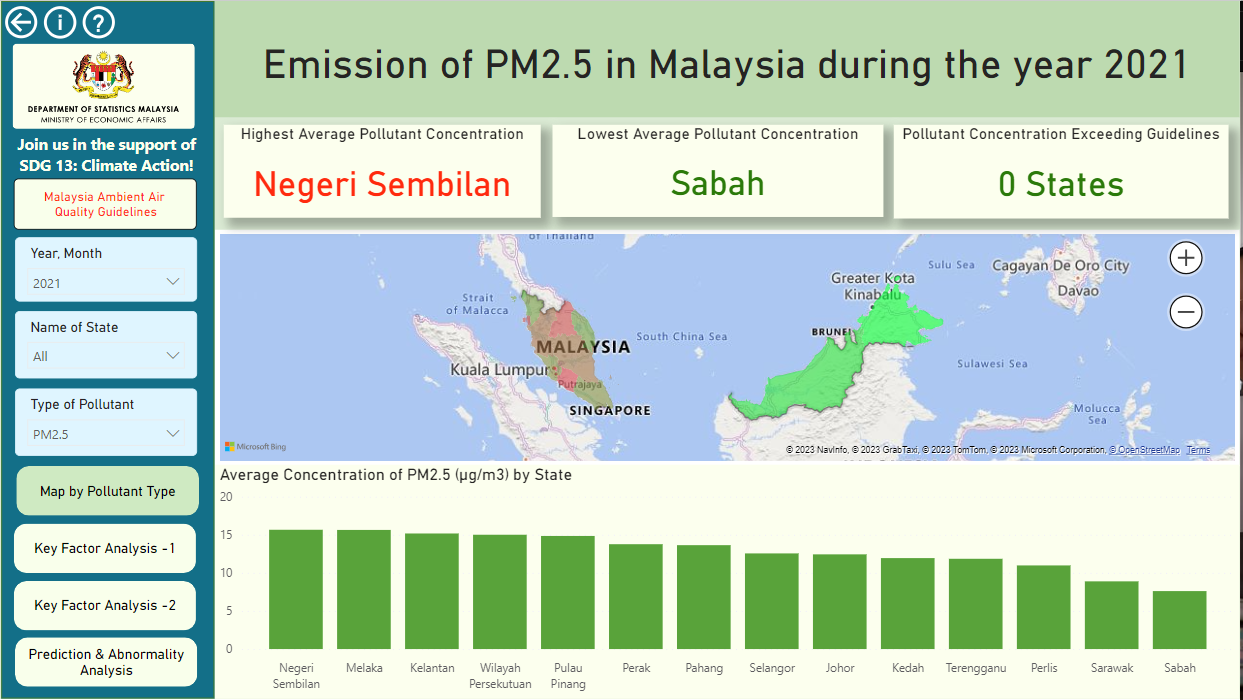 Emission of PM2.5 in Malaysia during the year 2021
i
?
DEPARTMENT OF STATISTICS MALAYSIA
MINISTRY OF ECONOMIC AFFAIRS
Join us in the support of
SDG 13: Climate Action!
Malaysia Ambient Air
Quality Guidelines
Year, Month
2021
Name of State
All
Type of Pollutant
PM2.5
Map by Pollutant Type
Key Factor Analysis -1
Key Factor Analysis -2
Prediction & Abnormality
Analysis
Highest Average Pollutant Concentration
Negeri Sembilan
Lowest Average Pollutant Concentration
Sabah
Pollutant Concentration Exceeding Guidelines
0 States
of Thailand
Strait
of Malacca
MALAYSIA
Kuala Lumpur
Putrajaya
SINGAPORE
South China Sea
BRUNEI
Greater Kota
Kinabalu
Sulu Sea
Cagayan De Oro City
Davao
Sulawesi Sea
Molucca
Sea
Microsoft Bing
© 2023 NavInfo, © 2023 GrabTaxi, © 2023 TomTom, © 2023 Microsoft Corporation, © OpenStreetMap Terms
Average Concentration of PM2.5 (µg/m3) by State
20
15
10
5
0
Negeri
Sembilan
Melaka
Kelantan
Wilayah
Persekutuan
Pulau
Pinang
Perak
Pahang
Selangor
Johor
Kedah
Terengganu
Perlis
Sarawak
Sabah